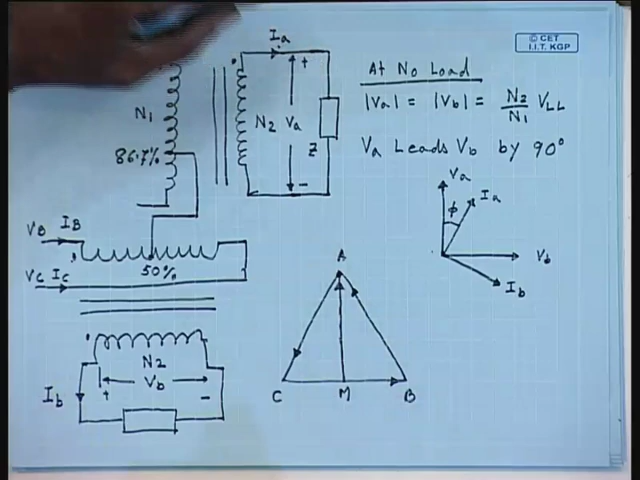 © CET
I.I.T. KGP
Ia
At No Load
N1
N2 Va
+
|Va| = |Vb| = N2/N1 VLL
86.7%
Z
Va Leads Vb by 90°
−
Va
Ia
ϕ
VB IB
Vb
Ib
VC IC
50%
A
N2
Vb
+
−
Ib
C M B